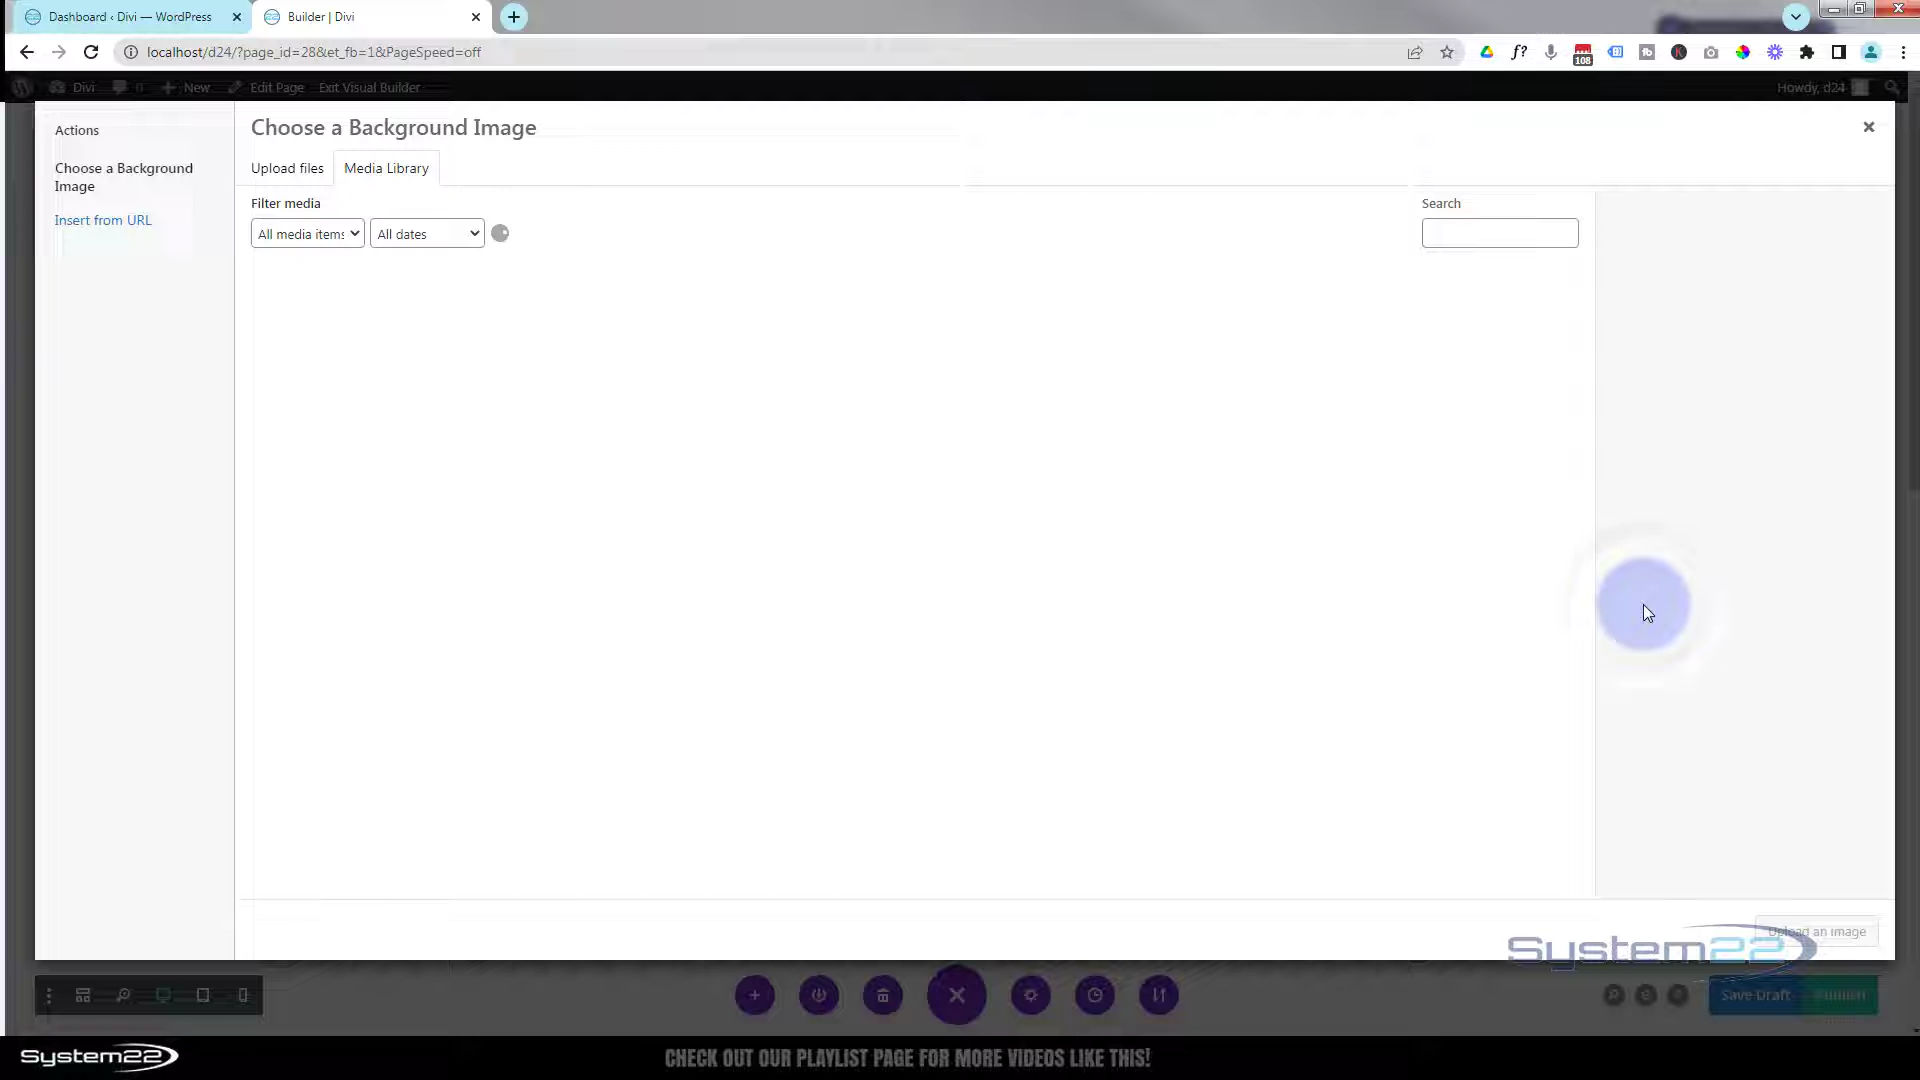 Dashboard ‹ Divi — WordPress
Builder | Divi
localhost/d24/?page_id=28&et_fb=1&PageSpeed=off
108
Divi
0
New
Edit Page
Exit Visual Builder
Howdy, d24
Actions
Choose a Background Image
Choose a Background
Image
Insert from URL
Upload files
Media Library
Filter media
Search
All media items
All dates
Upload an image
System22
Save Draft
Publish
System22
CHECK OUT OUR PLAYLIST PAGE FOR MORE VIDEOS LIKE THIS!